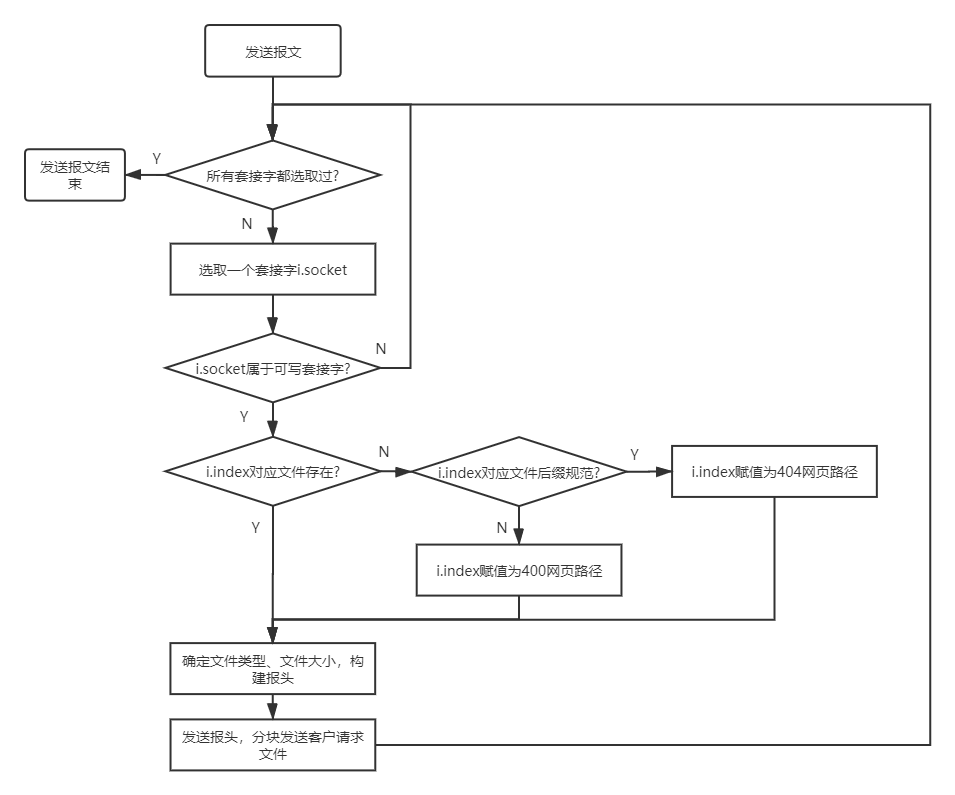 发送报文
Y
发送报文结
束
所有套接字都选取过?
N
选取一个套接字i.socket
N
i.socket属于可写套接字?
Y
N
Y
i.index对应文件存在?
i.index对应文件后缀规范?
i.index赋值为404网页路径
Y
N
i.index赋值为400网页路径
确定文件类型、文件大小，构
建报头
发送报头，分块发送客户请求
文件